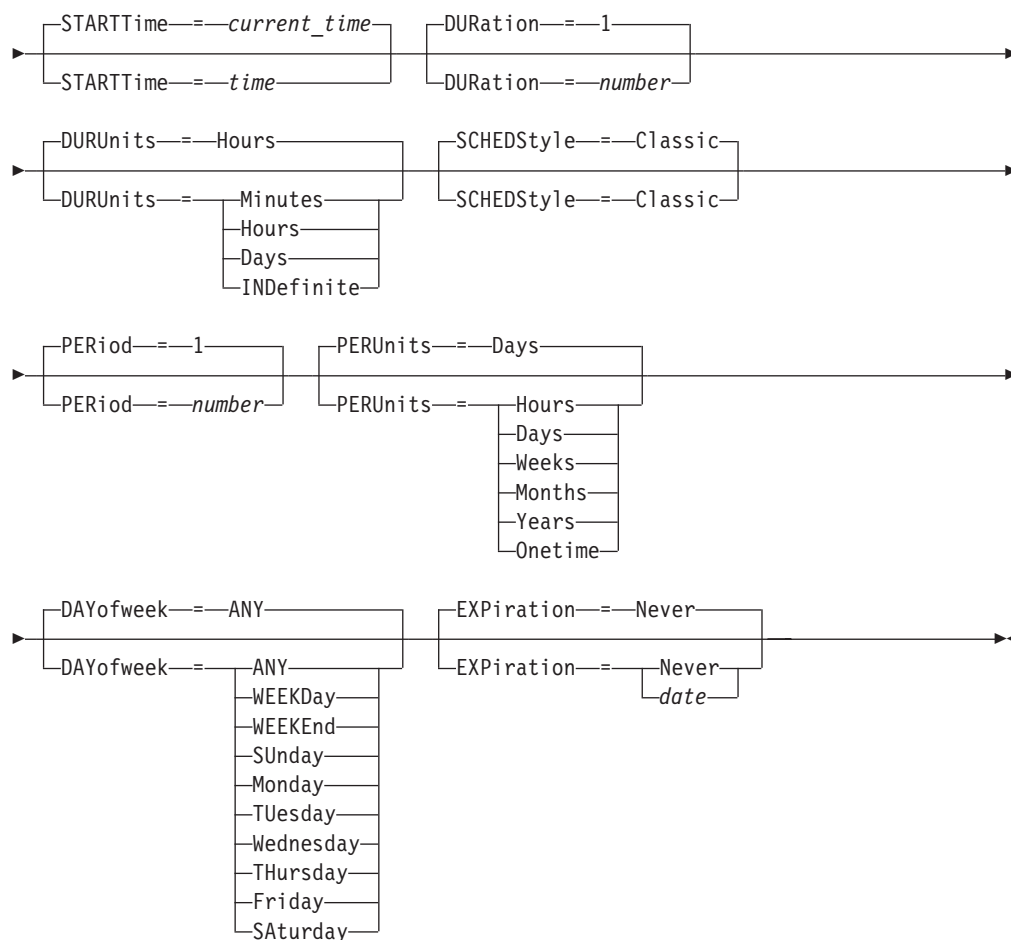 STARTTime = current_time DURation = 1
STARTTime = time DURation = number
DURUnits = Hours SCHEDStyle = Classic
DURUnits = Minutes SCHEDStyle = Classic
Hours
Days
INDefinite
PERiod = 1 PERUnits = Days
PERiod = number PERUnits = Hours
Days
Weeks
Months
Years
Onetime
DAYofweek = ANY EXPiration = Never
DAYofweek = ANY EXPiration = Never
WEEKDay date
WEEKEnd
SUnday
Monday
TUesday
Wednesday
THursday
Friday
SAturday